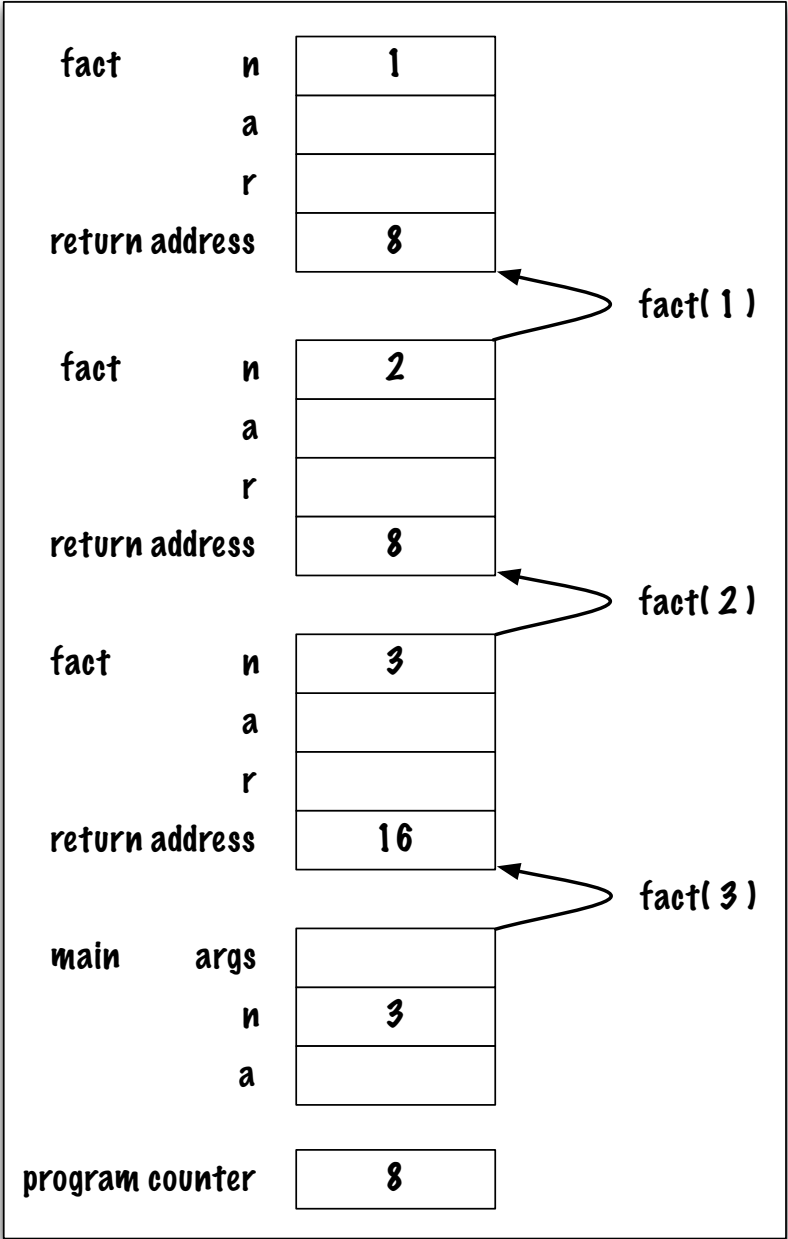 fact n 1
a
r
return address 8
fact( 1 )
fact n 2
a
r
return address 8
fact( 2 )
fact n 3
a
r
return address 16
fact( 3 )
main args
n 3
a
program counter 8